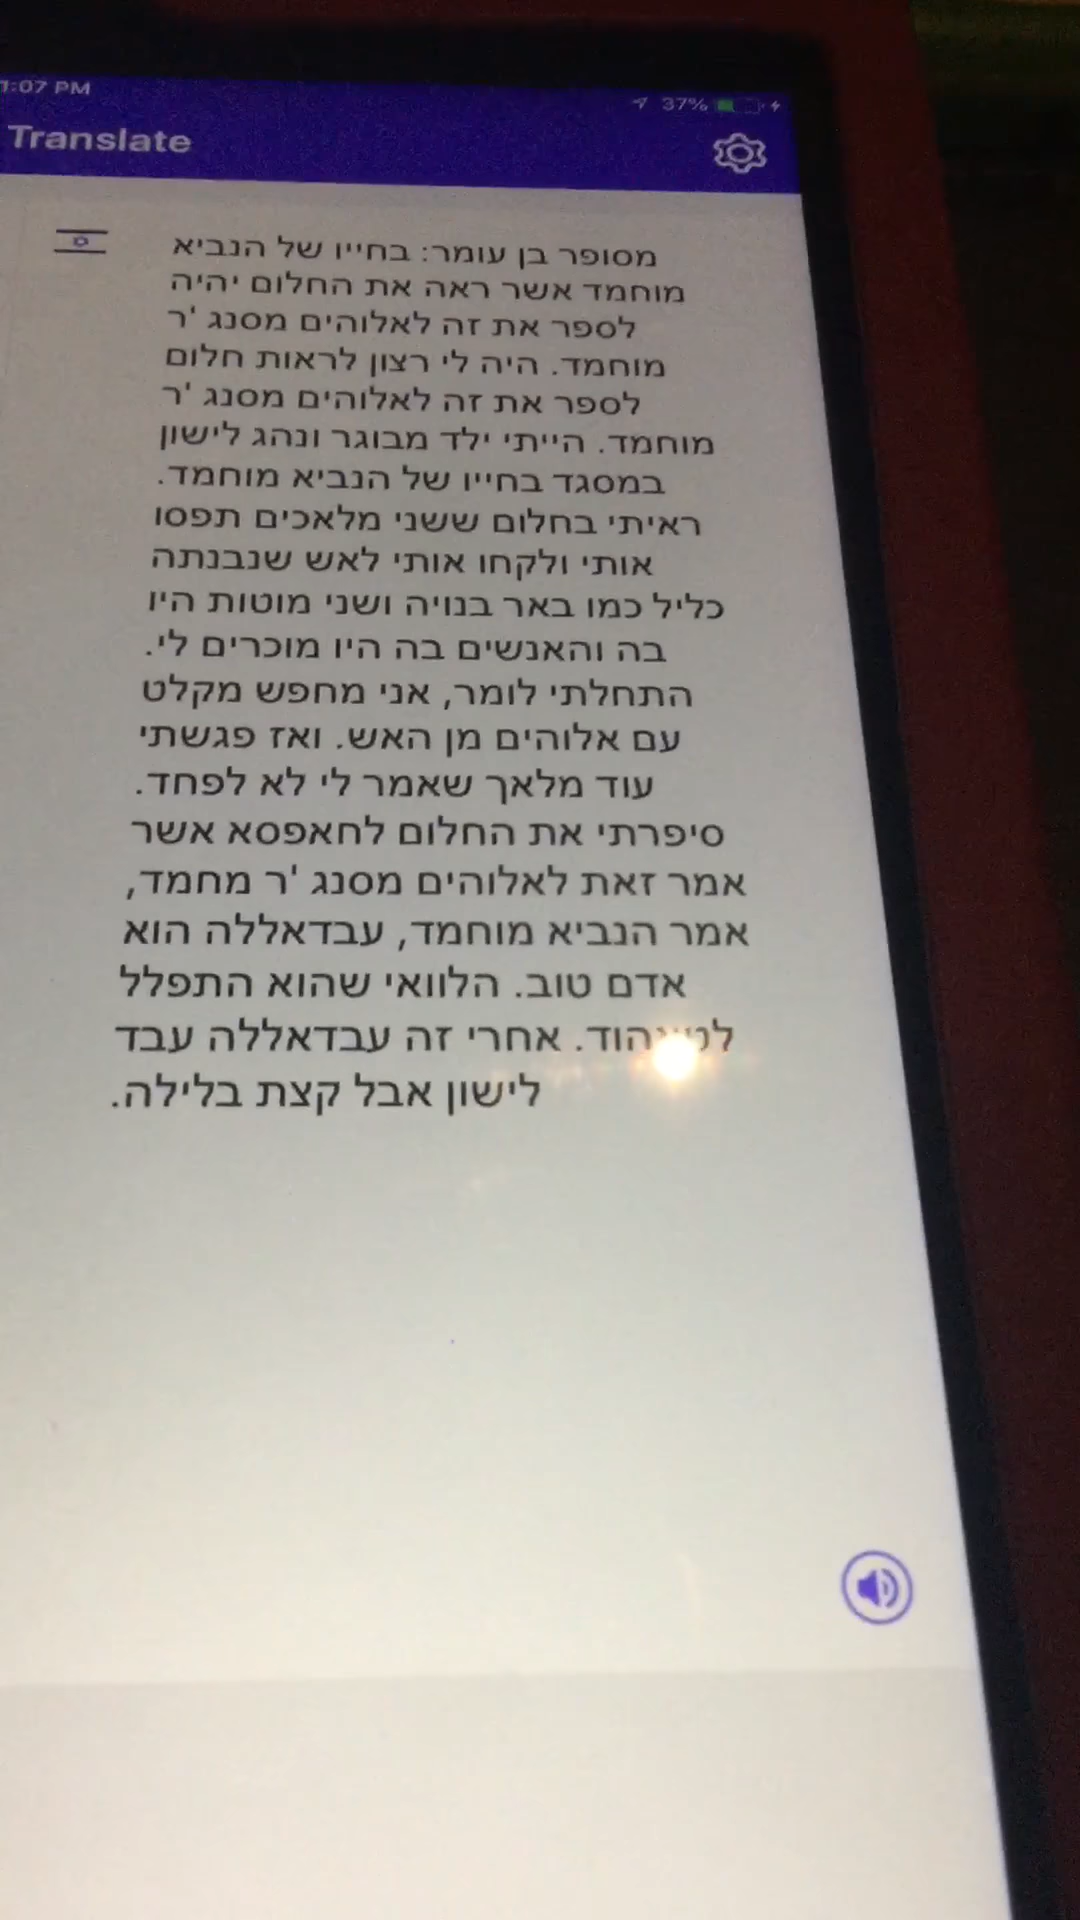 1:07 PM
37%
Translate
מסופר בן עומר: בחייו של הנביא
מוחמד אשר ראה את החלום יהיה
לספר את זה לאלוהים מסנג 'ר
מוחמד. היה לי רצון לראות חלום
לספר את זה לאלוהים מסנג 'ר
מוחמד. הייתי ילד מבוגר ונהג לישון
במסגד בחייו של הנביא מוחמד.
ראיתי בחלום ששני מלאכים תפסו
אותי ולקחו אותי לאש שנבנתה
כליל כמו באר בנויה ושני מוטות היו
בה והאנשים בה היו מוכרים לי.
התחלתי לומר, אני מחפש מקלט
עם אלוהים מן האש. ואז פגשתי
עוד מלאך שאמר לי לא לפחד.
סיפרתי את החלום לחאפסא אשר
אמר זאת לאלוהים מסנג 'ר מחמד,
אמר הנביא מוחמד, עבדאללה הוא
אדם טוב. הלוואי שהוא התפלל
אחרי זה עבדאללה עבד
לישון אבל קצת בלילה.